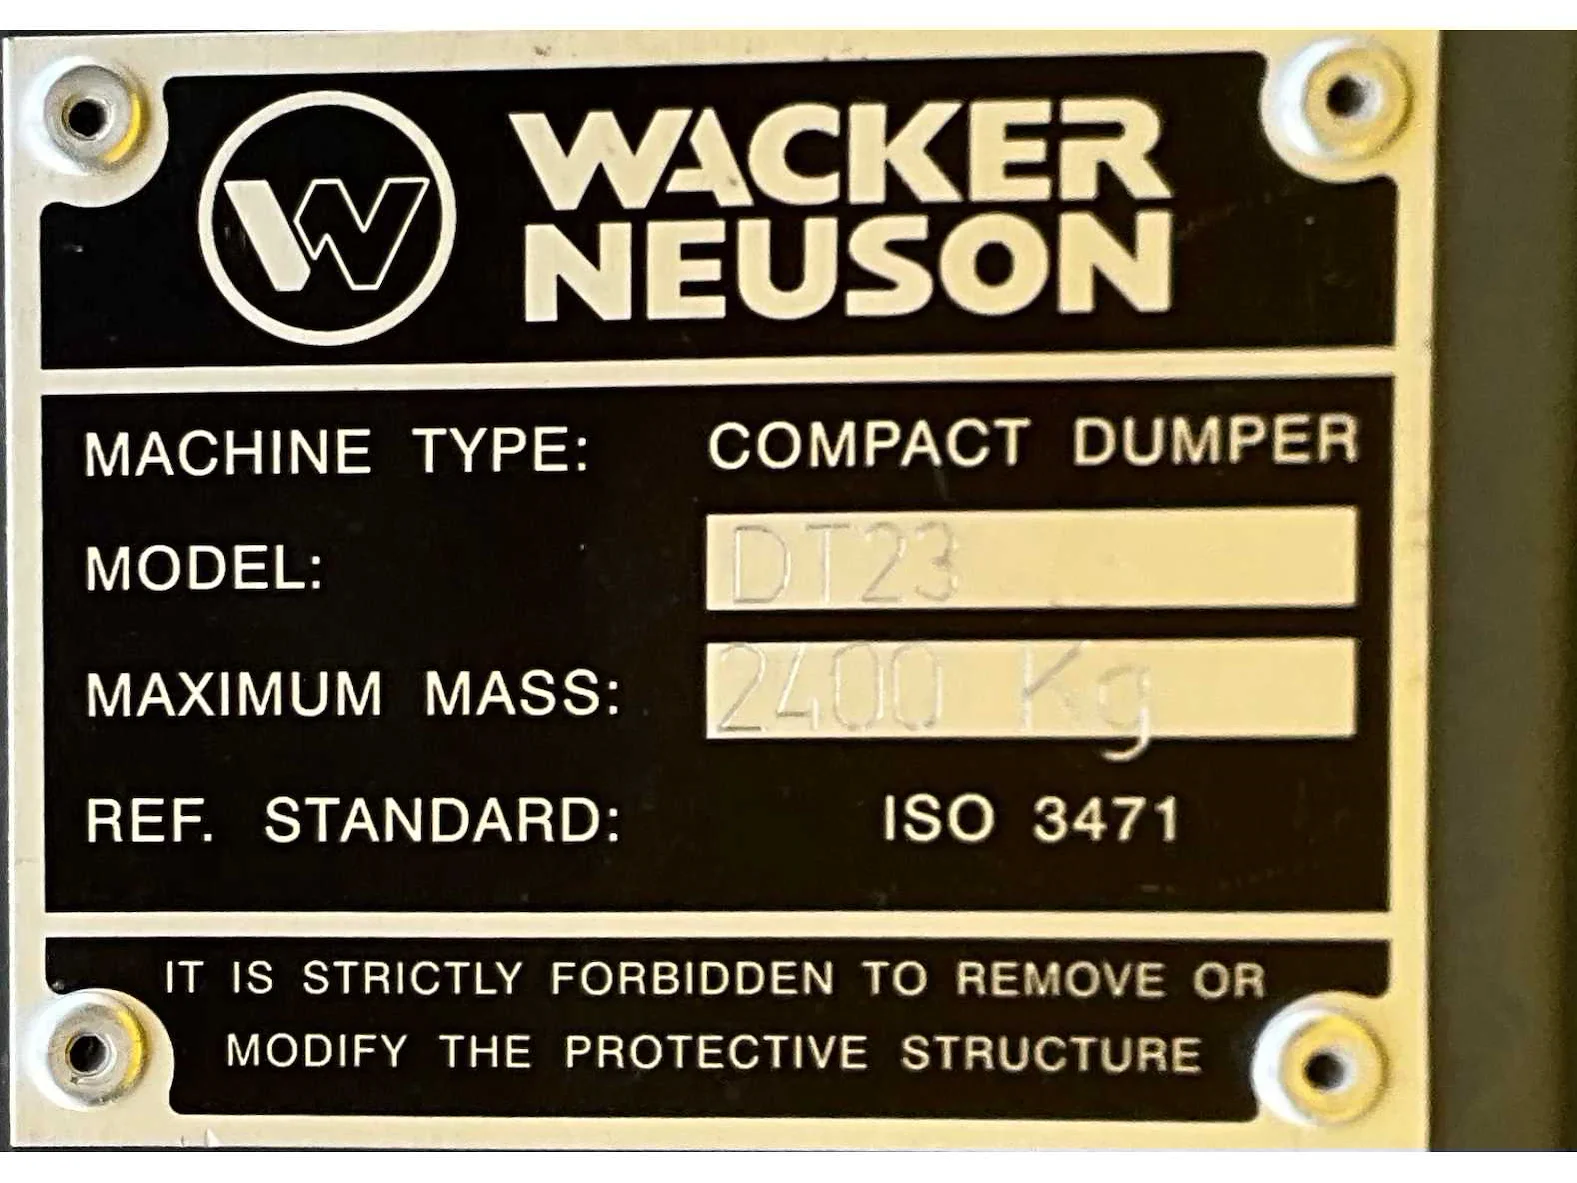 WACKER
NEUSON
MACHINE TYPE: COMPACT DUMPER
MODEL: DT23
MAXIMUM MASS: 2400 Kg
REF. STANDARD: ISO 3471
IT IS STRICTLY FORBIDDEN TO REMOVE OR
MODIFY THE PROTECTIVE STRUCTURE